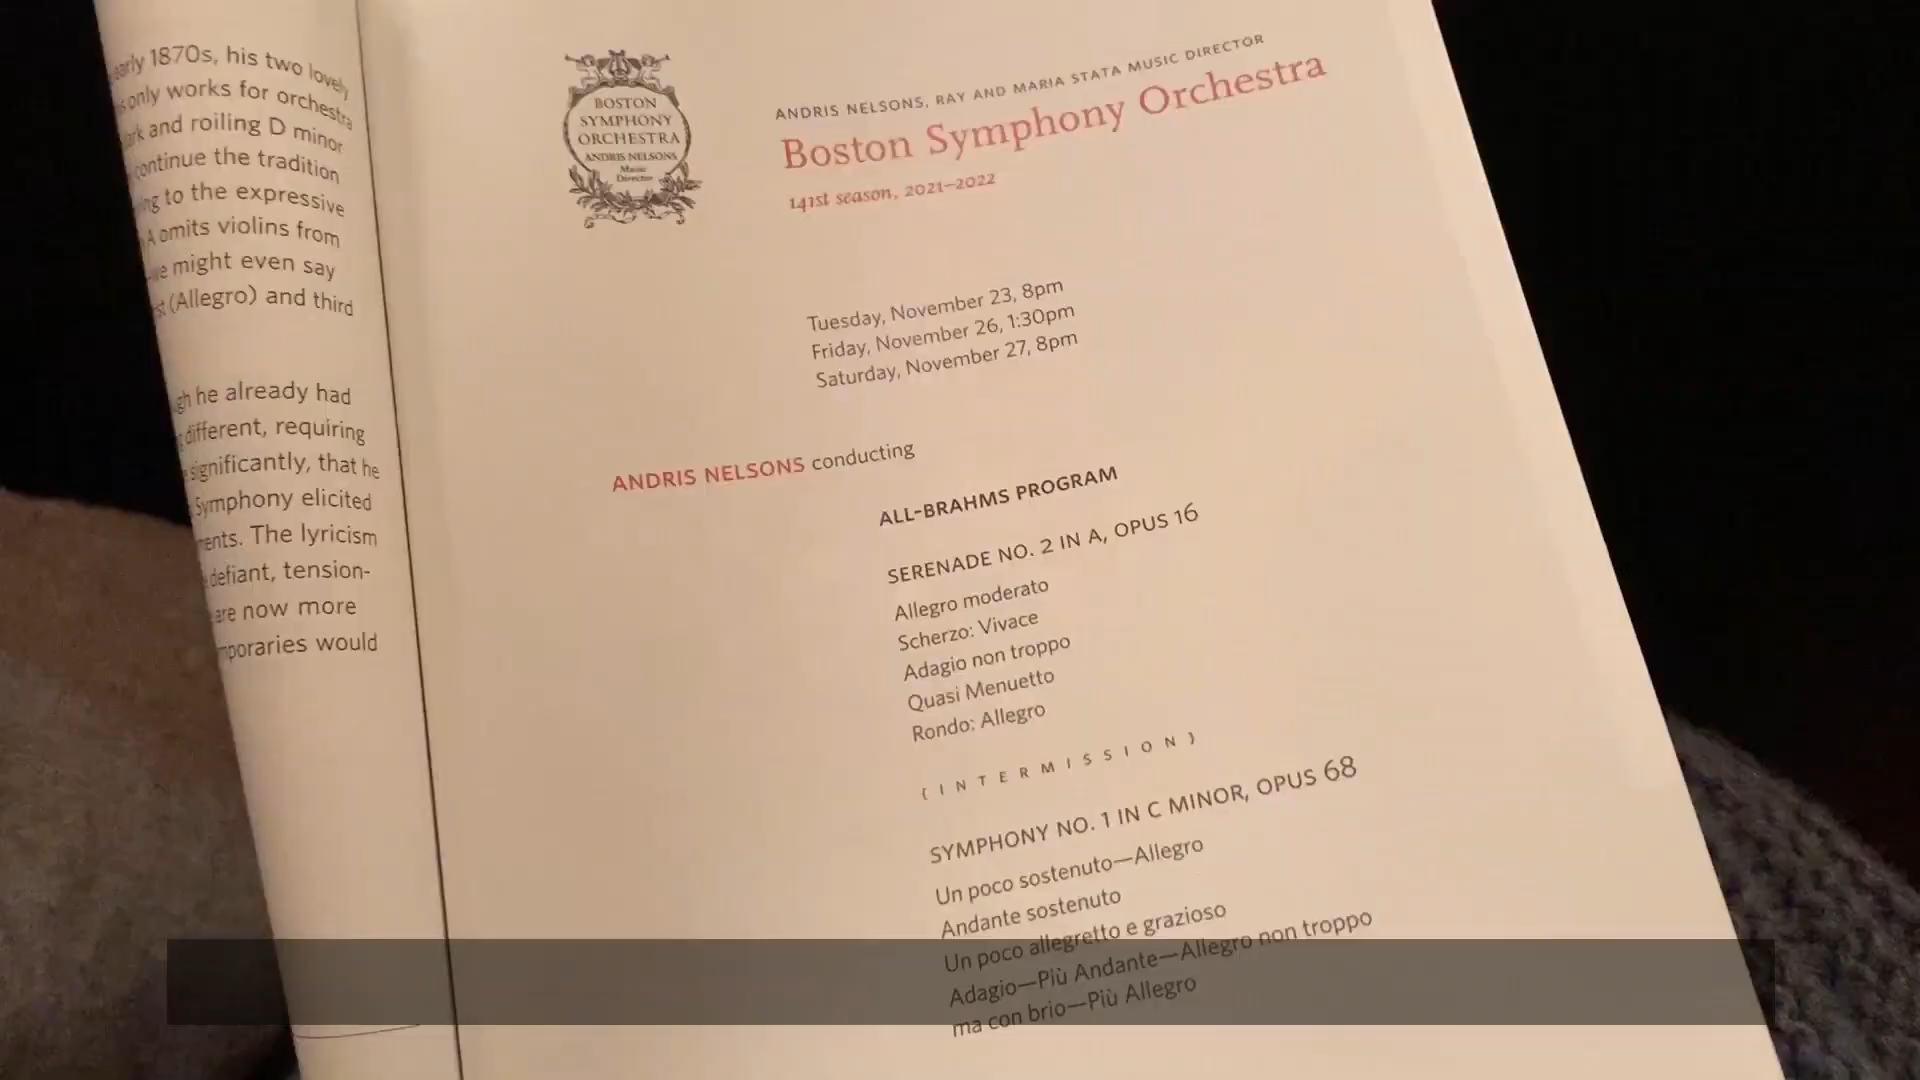 early 1870s, his two lovely
only works for orchestra
and roiling D minor
continue the tradition
to the expressive
A omits violins from
we might even say
(Allegro) and third
he already had
different, requiring
significantly, that he
Symphony elicited
The lyricism
defiant, tension-
are now more
would
BOSTON
SYMPHONY
ORCHESTRA
ANDRIS NELSONS
Music
Director
ANDRIS NELSONS, RAY AND MARIA STATA MUSIC DIRECTOR
Boston Symphony Orchestra
141st season, 2021–2022
Tuesday, November 23, 8pm
Friday, November 26, 1:30pm
Saturday, November 27, 8pm
ANDRIS NELSONS conducting
ALL-BRAHMS PROGRAM
SERENADE NO. 2 IN A, OPUS 16
Allegro moderato
Scherzo: Vivace
Adagio non troppo
Quasi Menuetto
Rondo: Allegro
{INTERMISSION}
SYMPHONY NO. 1 IN C MINOR, OPUS 68
Un poco sostenuto—Allegro
Andante sostenuto
Un poco allegretto e grazioso
Adagio—Più Andante—Allegro non troppo
ma con brio—Più Allegro